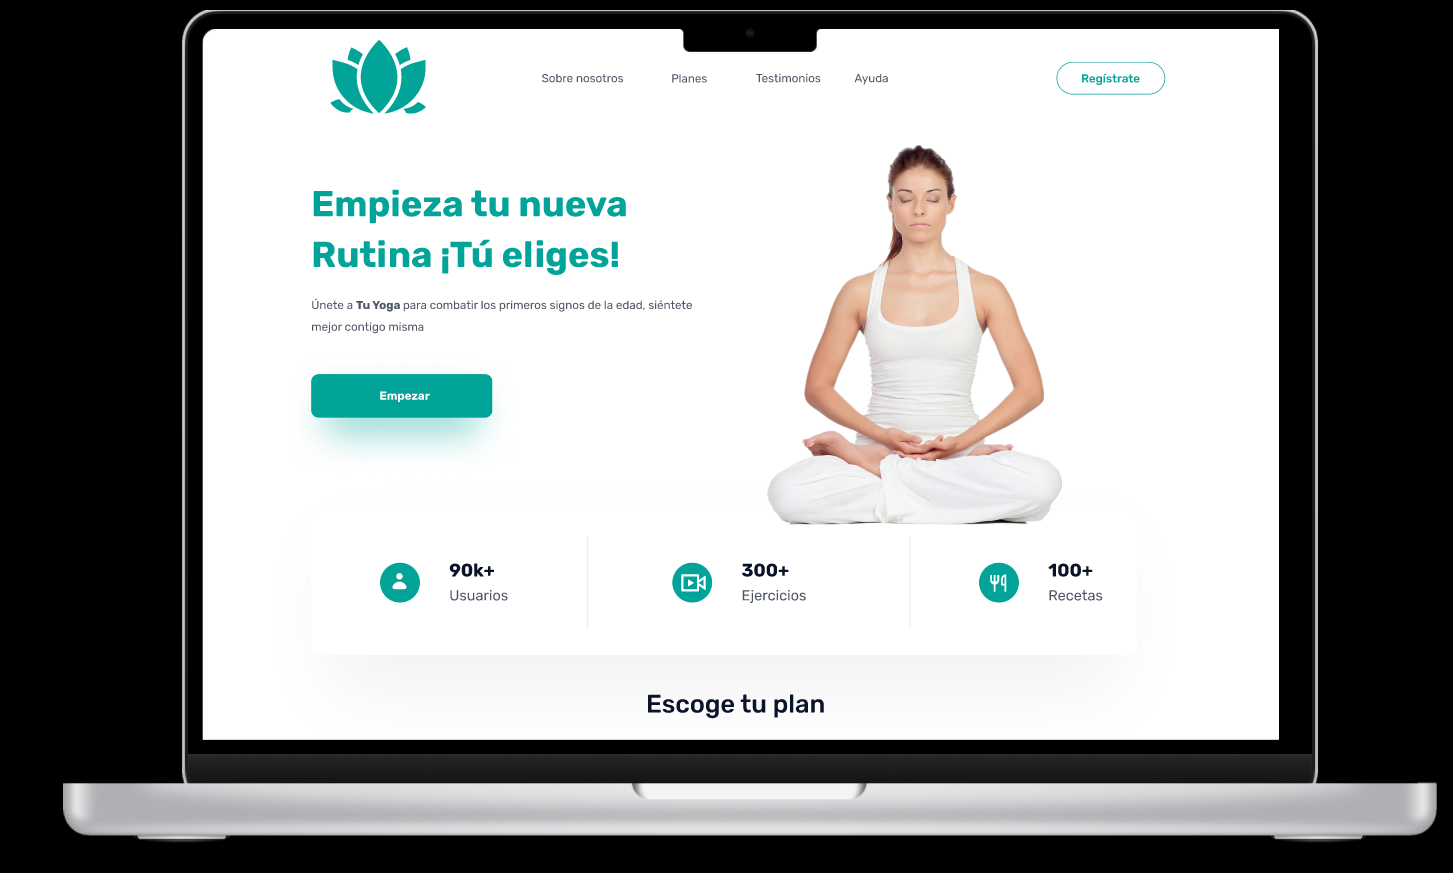 Sobre nosotros
Planes
Testimonios
Ayuda
Regístrate
Empieza tu nueva
Rutina ¡Tú eliges!
Únete a Tu Yoga para combatir los primeros signos de la edad, siéntete
mejor contigo misma
Empezar
90k+
Usuarios
300+
Ejercicios
100+
Recetas
Escoge tu plan